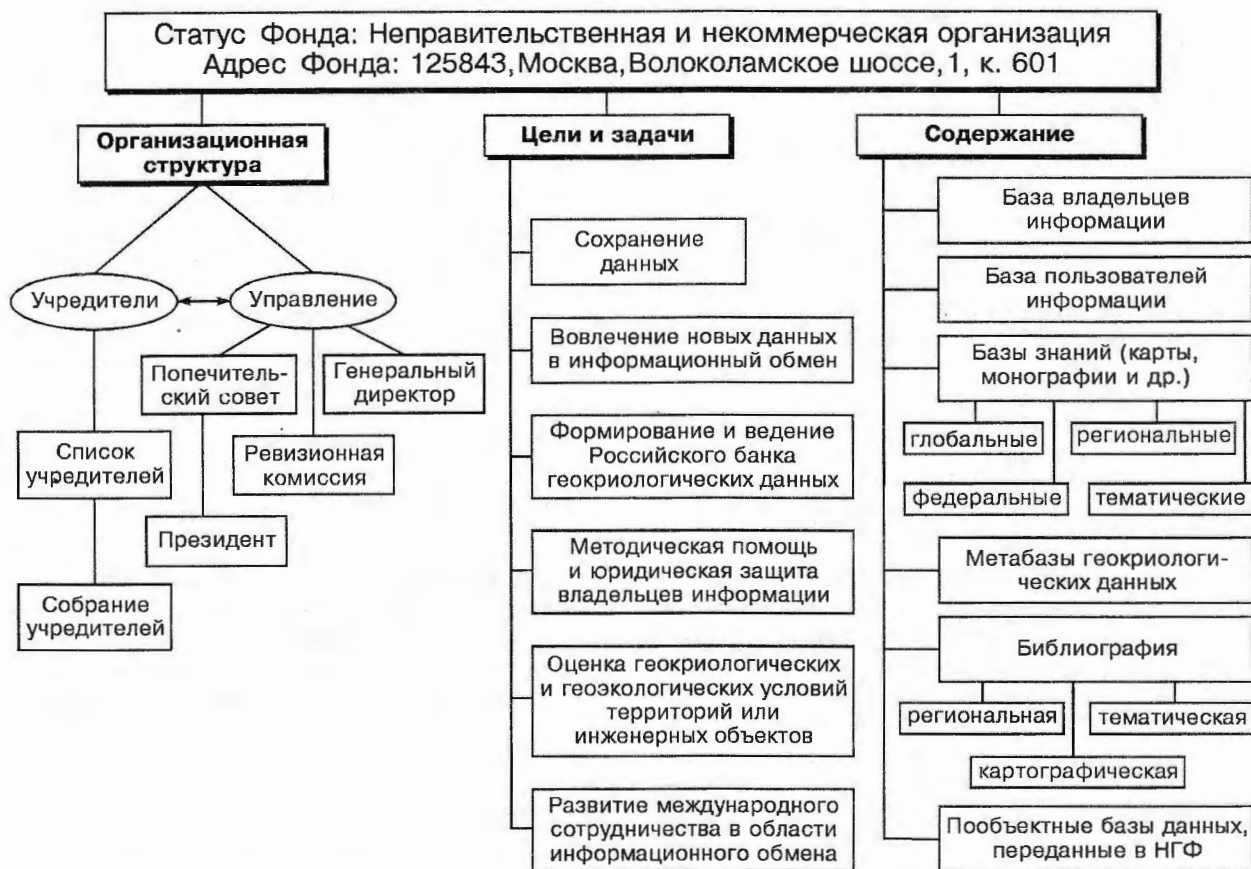 Статус Фонда: Неправительственная и некоммерческая организация
Адрес Фонда: 125843, Москва, Волоколамское шоссе, 1, к. 601
Организационная
структура
Учредители
Управление
Попечитель-
ский совет
Генеральный
директор
Список
учредителей
Ревизионная
комиссия
Президент
Собрание
учредителей
Цели и задачи
Сохранение
данных
Вовлечение новых данных
в информационный обмен
Формирование и ведение
Российского банка
геокриологических данных
Методическая помощь
и юридическая защита
владельцев информации
Оценка геокриологических
и геоэкологических условий
территорий или
инженерных объектов
Развитие международного
сотрудничества в области
информационного обмена
Содержание
База владельцев
информации
База пользователей
информации
Базы знаний (карты,
монографии и др.)
глобальные
региональные
федеральные
тематические
Метабазы геокриологи-
ческих данных
Библиография
региональная
тематическая
картографическая
Пообъектные базы данных,
переданные в НГФ